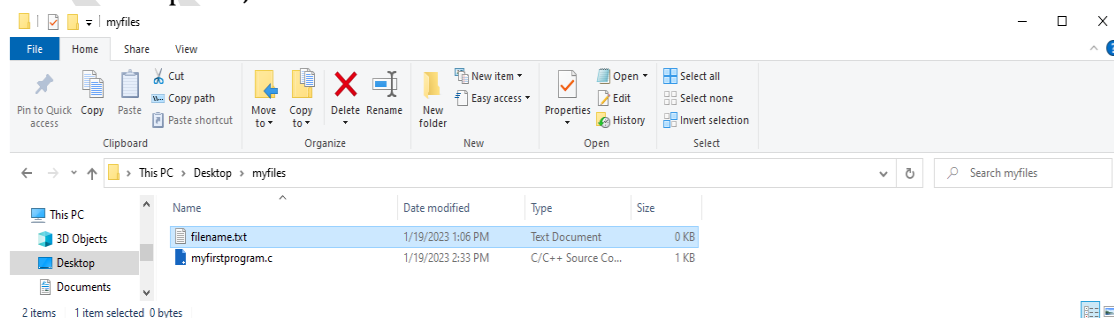 myfiles
File Home Share View
Pin to Quick access
Copy
Paste
Cut
Copy path
Paste shortcut
Clipboard
Move to
Copy to
Delete
Rename
Organize
New folder
New item
Easy access
New
Properties
Open
Edit
History
Open
Select all
Select none
Invert selection
Select
This PC > Desktop > myfiles
Search myfiles
This PC
3D Objects
Desktop
Documents
Name Date modified Type Size
filename.txt 1/19/2023 1:06 PM Text Document 0 KB
myfirstprogram.c 1/19/2023 2:33 PM C/C++ Source Co... 1 KB
2 items 1 item selected 0 bytes